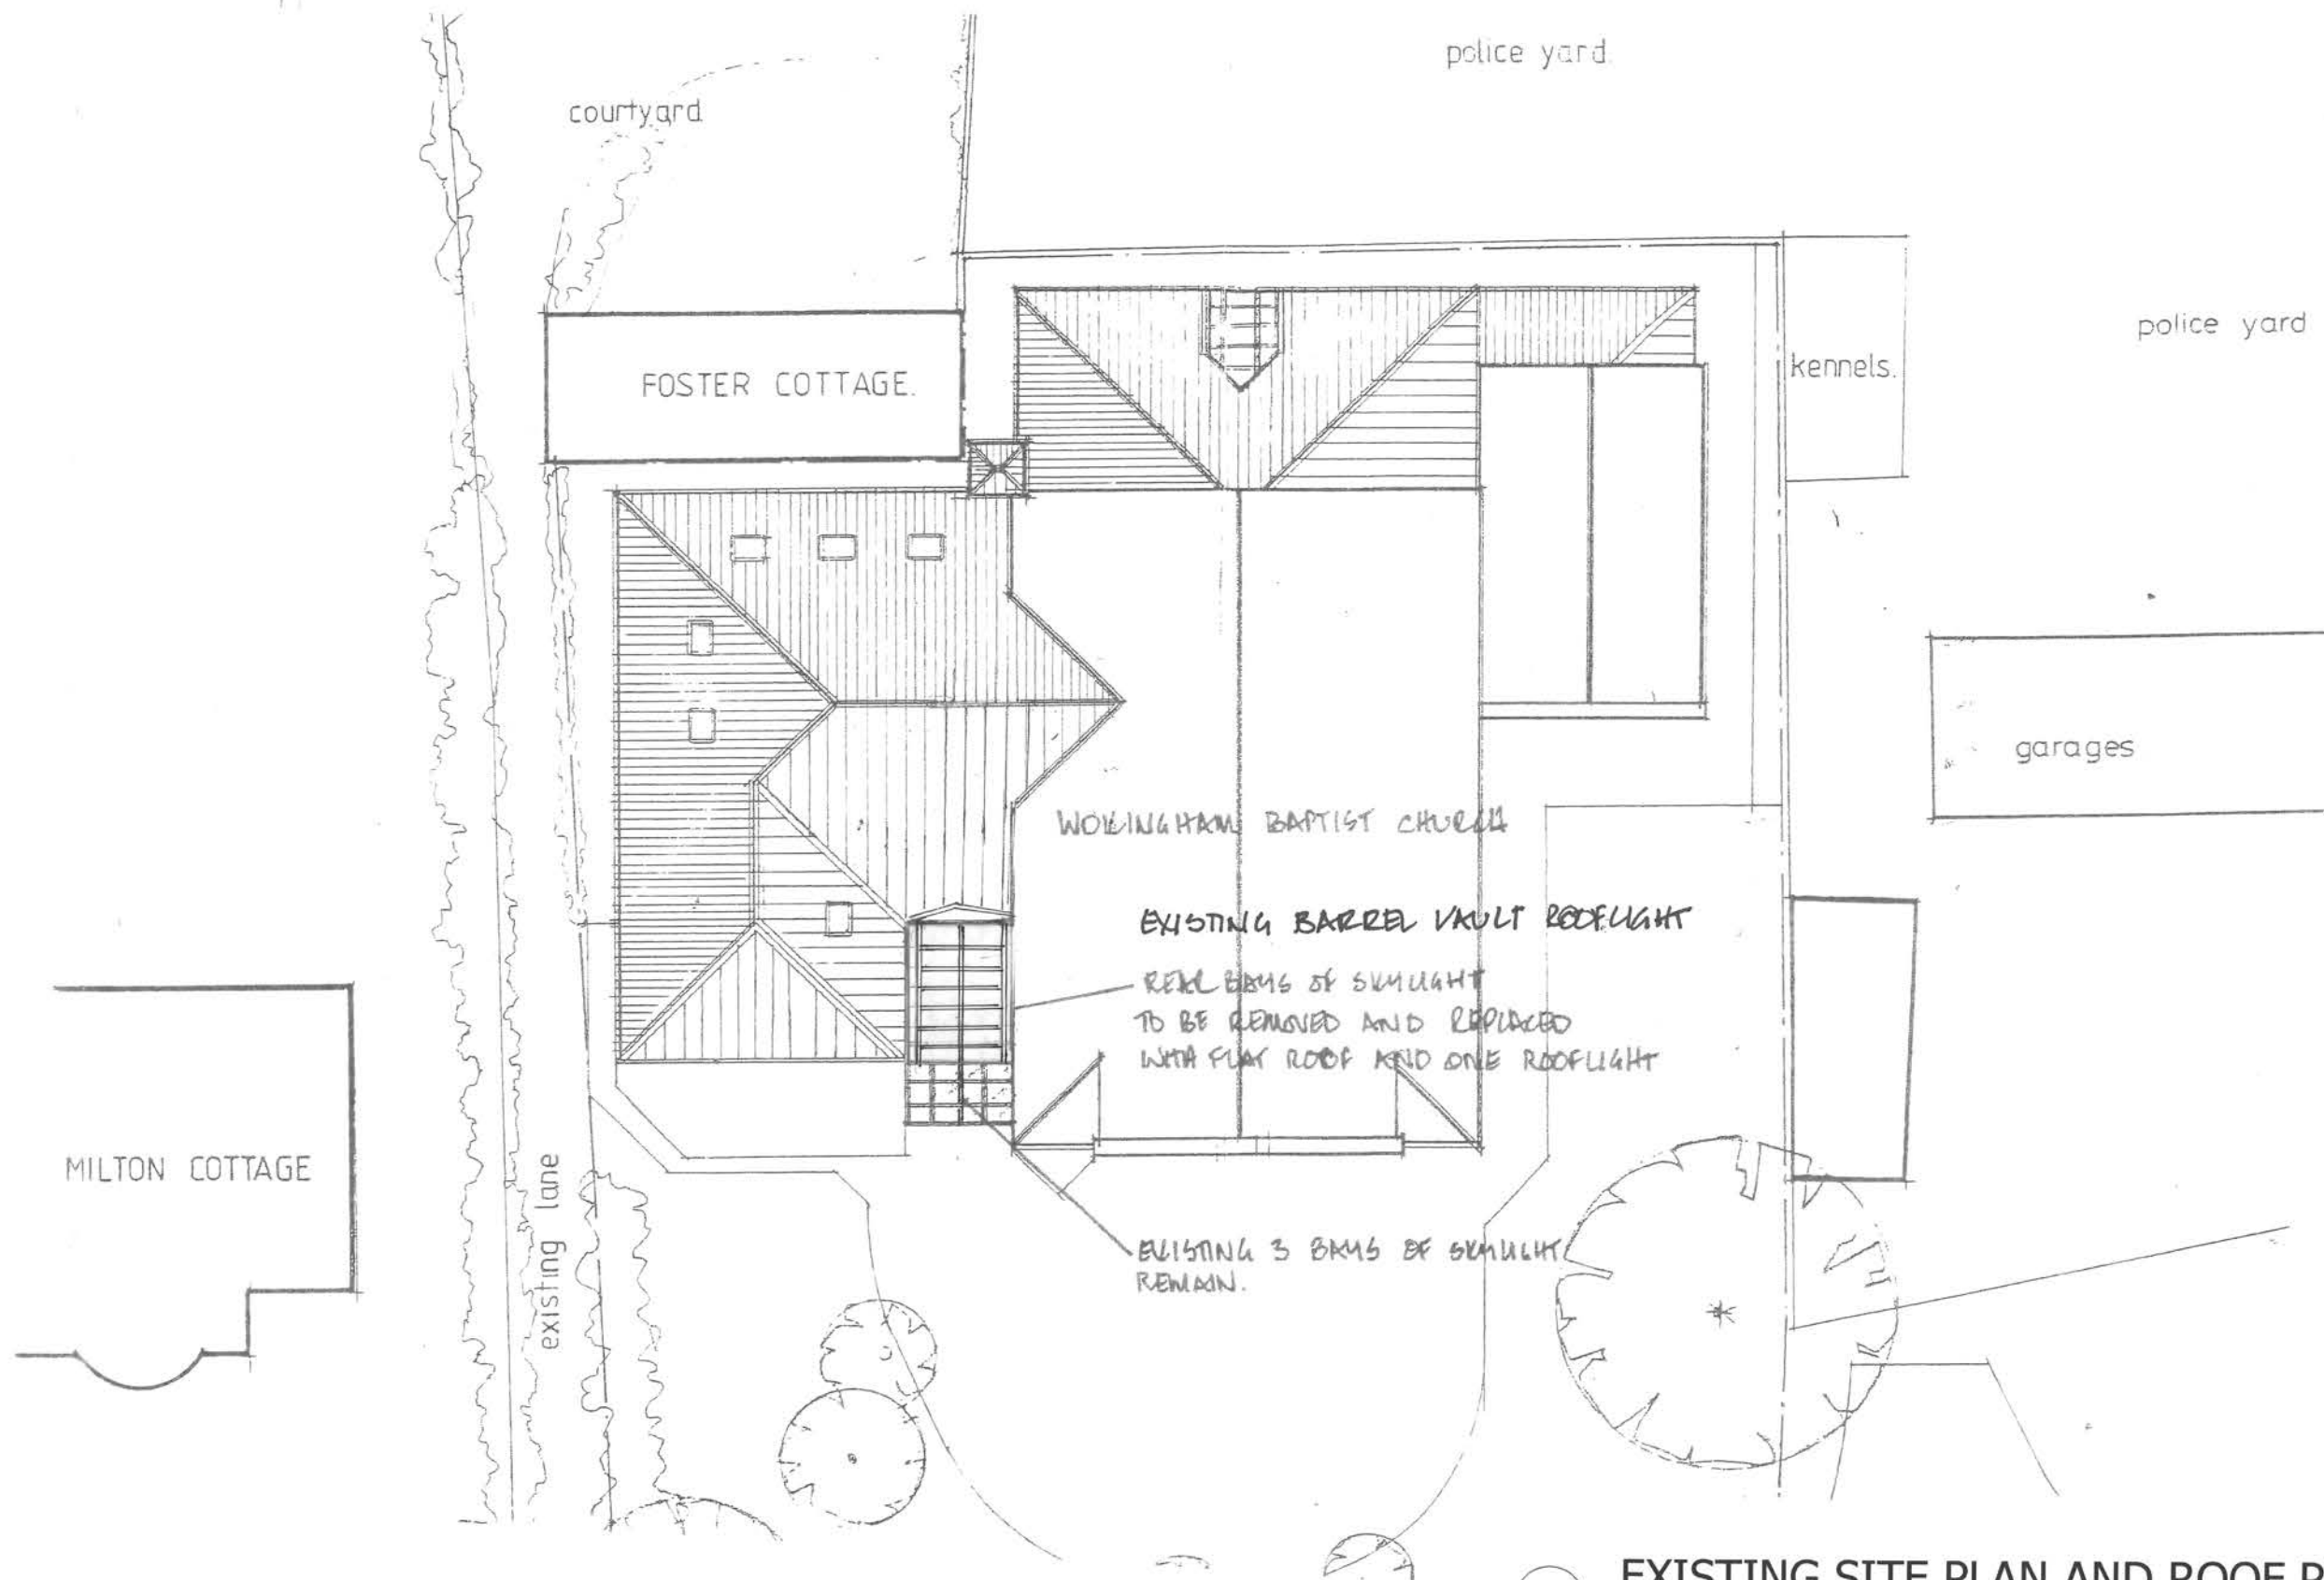 police yard
courtyard
police yard
kennels.
FOSTER COTTAGE.
garages
WOKINGHAM BAPTIST CHURCH
EXISTING BARREL VAULT ROOFLIGHT
REAR BAYS OF SKYLIGHT
TO BE REMOVED AND REPLACED
WITH FLAT ROOF AND ONE ROOFLIGHT
MILTON COTTAGE
existing lane
EXISTING 3 BAYS OF SKYLIGHT
REMAIN.
EXISTING SITE PLAN AND ROOF P